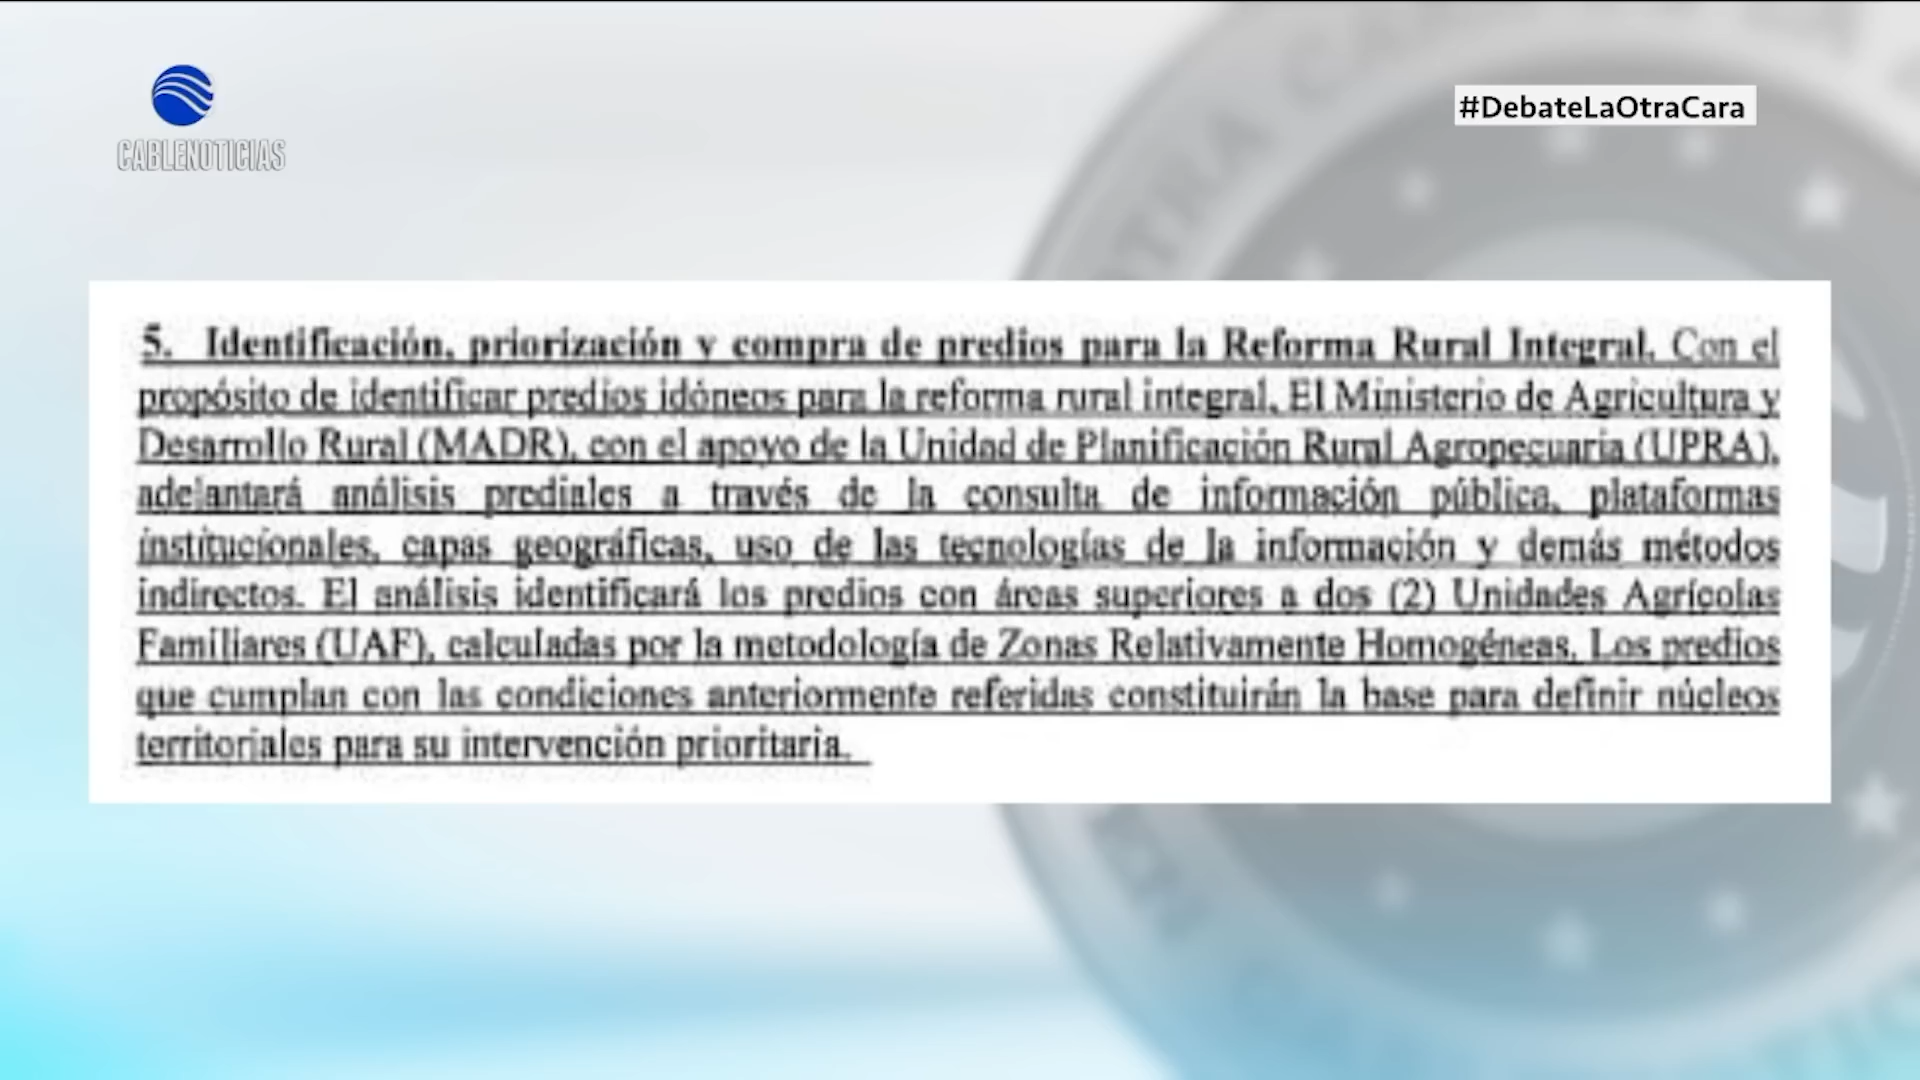 CABLENOTICIAS
#DebateLaOtraCara
TRA CA
5. Identificación, priorización y compra de predios para la Reforma Rural Integral. Con el
propósito de identificar predios idóneos para la reforma rural integral, El Ministerio de Agricultura y
Desarrollo Rural (MADR), con el apoyo de la Unidad de Planificación Rural Agropecuaria (UPRA),
adelantará análisis prediales a través de la consulta de información pública, plataformas
institucionales, capas geográficas, uso de las tecnologías de la información y demás métodos
indirectos. El análisis identificará los predios con áreas superiores a dos (2) Unidades Agrícolas
Familiares (UAF), calculadas por la metodología de Zonas Relativamente Homogéneas. Los predios
que cumplan con las condiciones anteriormente referidas constituirán la base para definir núcleos
territoriales para su intervención prioritaria.